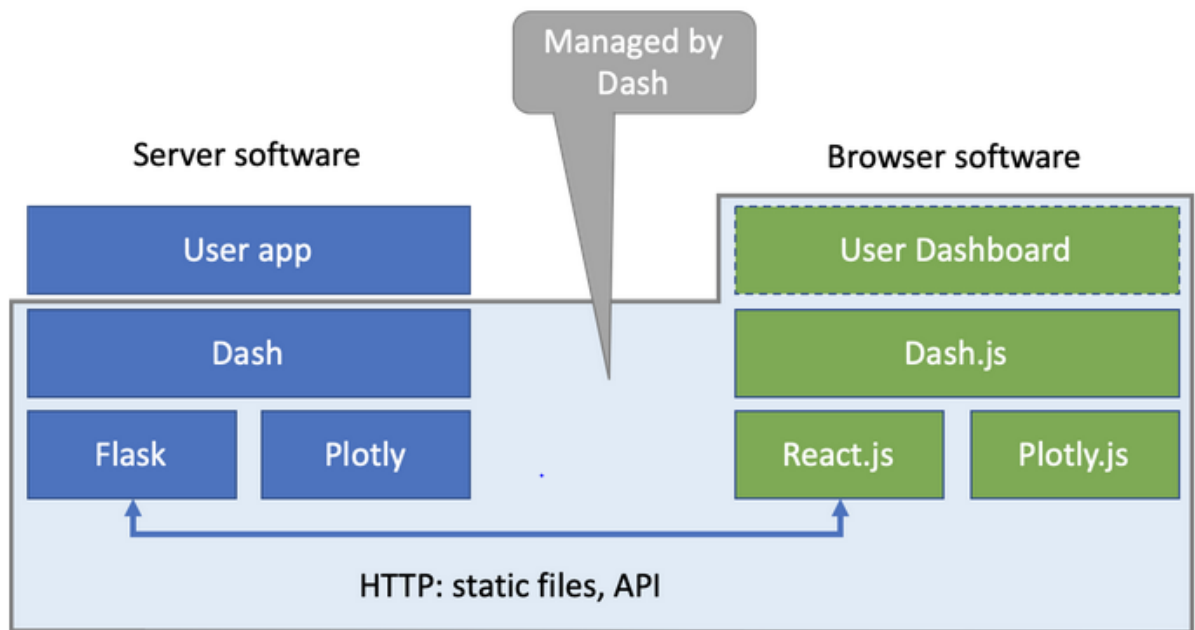 Managed by
Dash
Server software
Browser software
User app
User Dashboard
Dash
Dash.js
Flask
Plotly
React.js
Plotly.js
HTTP: static files, API